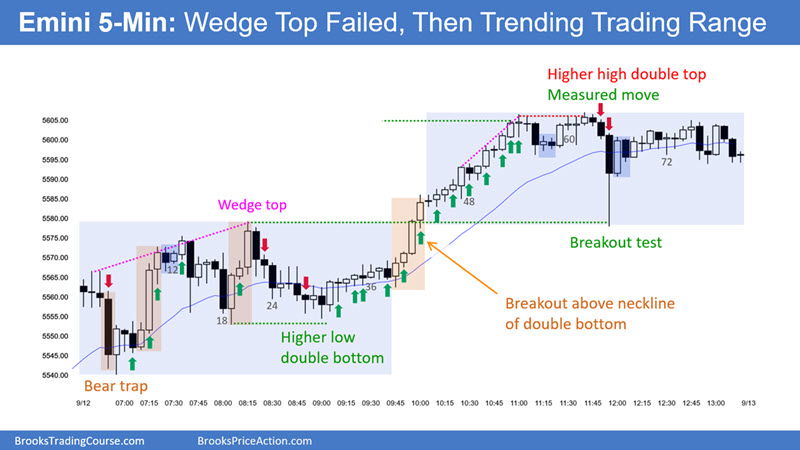 Emini 5-Min: Wedge Top Failed, Then Trending Trading Range
Higher high double top
Measured move
5605.00
5600.00
5595.00
5590.00
5585.00
5580.00
5575.00
5570.00
5565.00
5560.00
5555.00
5550.00
5545.00
5540.00
60
72
48
Wedge top
12
18
24
36
Breakout test
Breakout above neckline
of double bottom
Higher low
double bottom
Bear trap
9/12 07:00 07:15 07:30 07:45 08:00 08:15 08:30 08:45 09:00 09:15 09:30 09:45 10:00 10:15 10:30 10:45 11:00 11:15 11:30 11:45 12:00 12:15 12:30 12:45 13:00 9/13
BrooksTradingCourse.com BrooksPriceAction.com